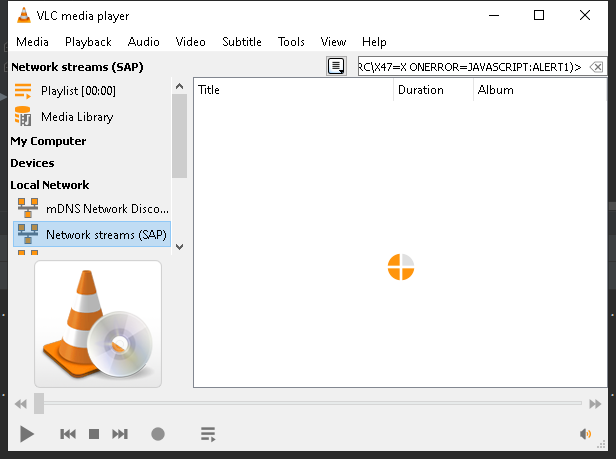 VLC media player
Media Playback Audio Video Subtitle Tools View Help
Network streams (SAP)
RC\X47=X ONERROR=JAVASCRIPT:ALERT1)>
Playlist [00:00]
Media Library
My Computer
Devices
Local Network
mDNS Network Disco...
Network streams (SAP)
Title Duration Album